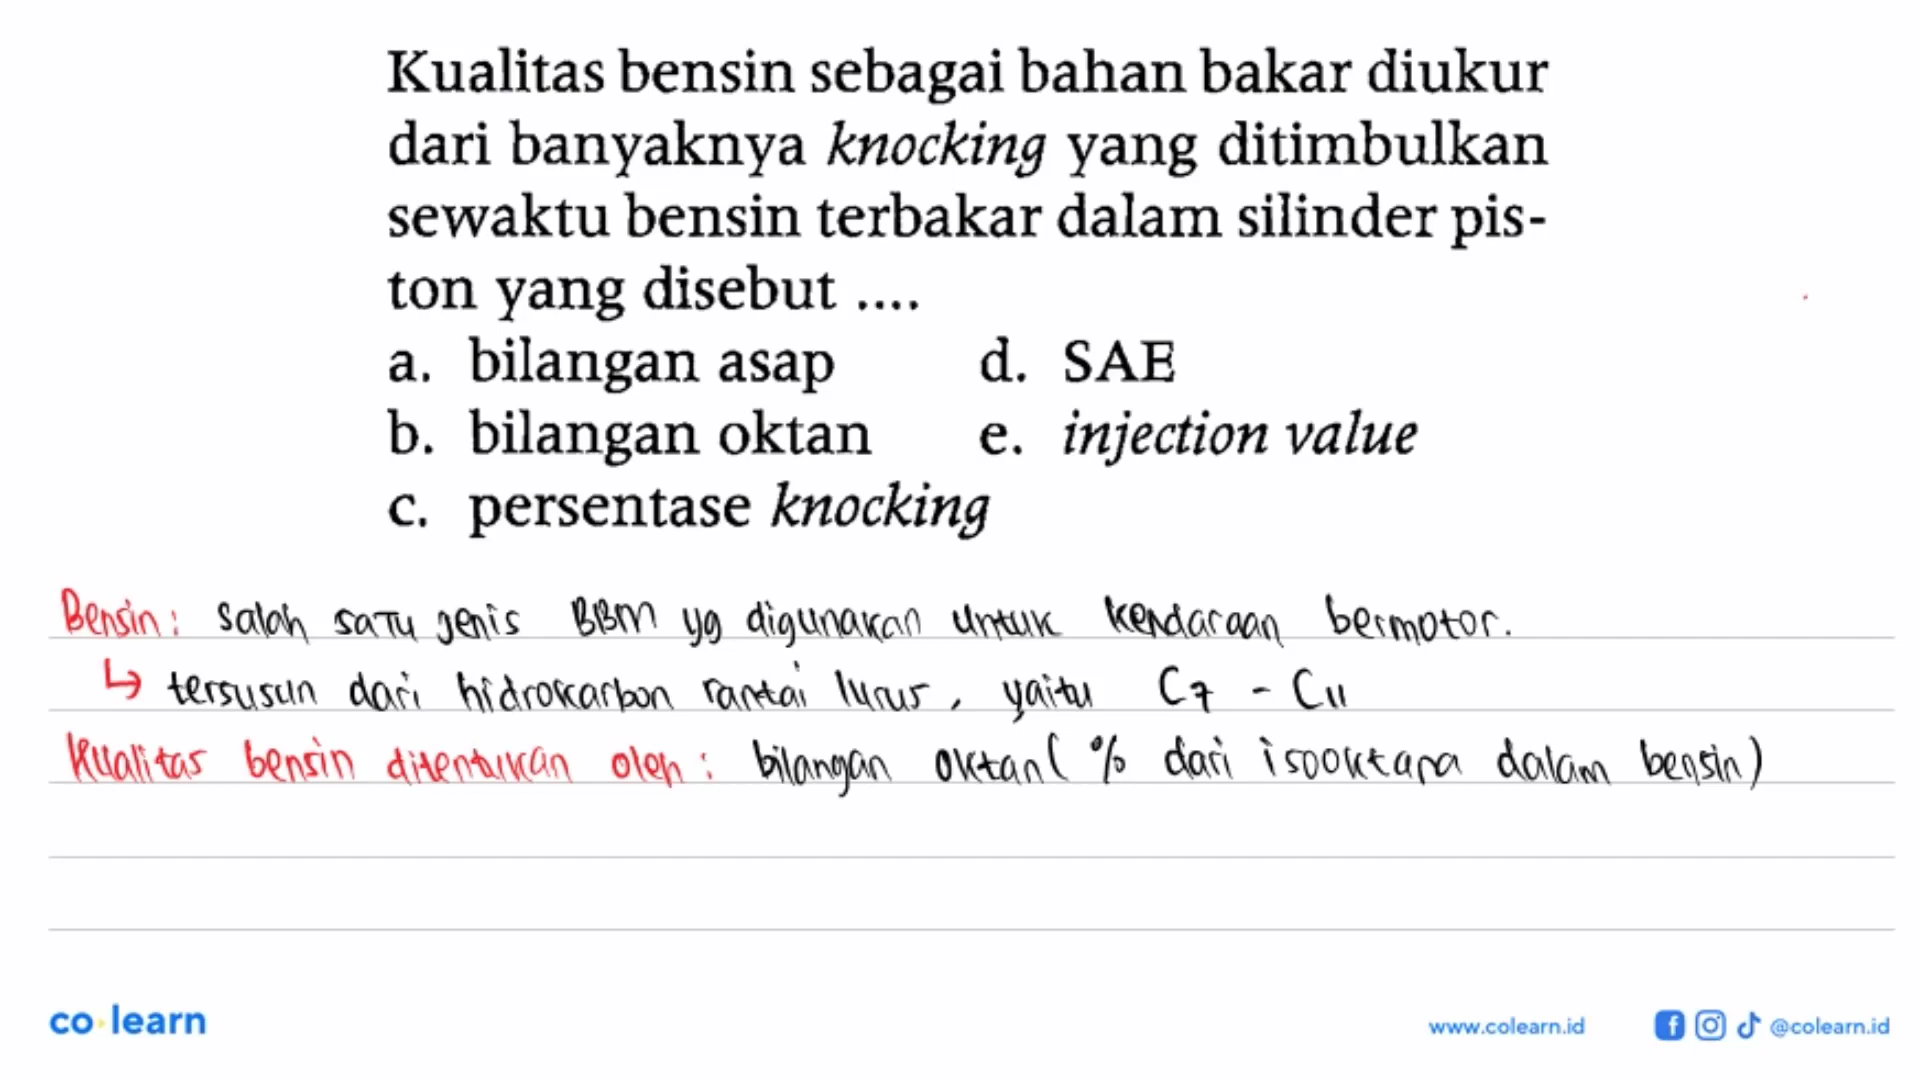 Kualitas bensin sebagai bahan bakar diukur
dari banyaknya knocking yang ditimbulkan
sewaktu bensin terbakar dalam silinder pis-
ton yang disebut ....
a. bilangan asap d. SAE
b. bilangan oktan e. injection value
c. persentase knocking
Bensin : salah satu jenis BBM yg digunakan untuk kendaraan bermotor.
↳ tersusun dari hidrokarbon rantai lurus, yaitu C7 - C11
Kualitas bensin ditentukan oleh : bilangan oktan ( % dari isooktana dalam bensin )
co learn
www.colearn.id @colearn.id